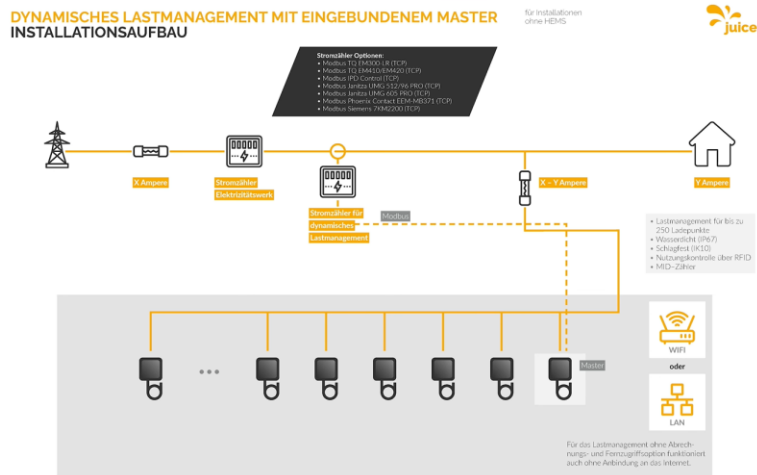 DYNAMISCHES LASTMANAGEMENT MIT EINGEBUNDENEM MASTER
INSTALLATIONSAUFBAU
für Installationen
ohne HEMS
juice
Stromzähler Optionen:
• Modbus TQ EM300-LR (TCP)
• Modbus TQ EM410/EM420 (TCP)
• Modbus IPD Control (TCP)
• Modbus Janitza UMG 512/96 PRO (TCP)
• Modbus Janitza UMG 605 PRO (TCP)
• Modbus Phoenix Contact EEM-MB371 (TCP)
• Modbus Siemens 7KM2200 (TCP)
X Ampere
Stromzähler
Elektrizitätswerk
X – Y Ampere
Y Ampere
Stromzähler für
dynamisches
Lastmanagement
Modbus
• Lastmanagement für bis zu
250 Ladepunkte
• Wasserdicht (IP67)
• Schlagfest (IK10)
• Nutzungskontrolle über RFID
• MID-Zähler
WIFI
oder
LAN
Master
Für das Lastmanagement ohne Abrech-
nungs- und Fernzugriffsoption funktioniert
auch ohne Anbindung an das Internet.